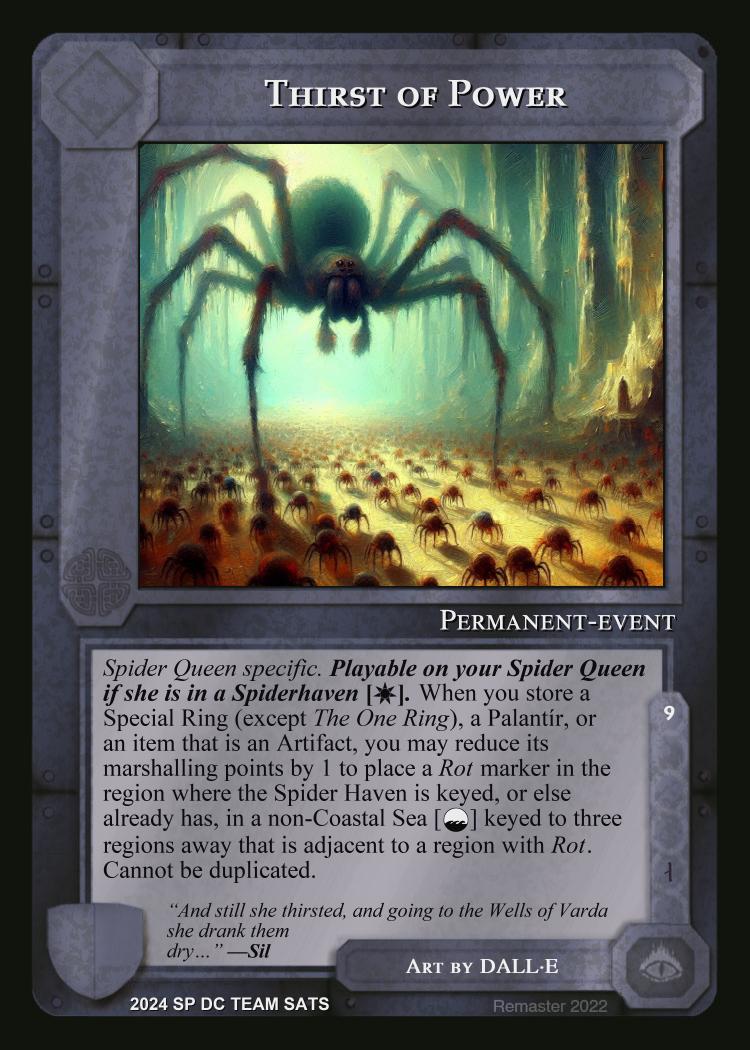 Thirst of Power
Permanent-event
Spider Queen specific. Playable on your Spider Queen
if she is in a Spiderhaven [ ]. When you store a
Special Ring (except The One Ring), a Palantír, or
an item that is an Artifact, you may reduce its
marshalling points by 1 to place a Rot marker in the
region where the Spider Haven is keyed, or else
already has, in a non-Coastal Sea [ ] keyed to three
regions away that is adjacent to a region with Rot.
Cannot be duplicated.
9
“And still she thirsted, and going to the Wells of Varda
she drank them
dry…” —Sil
Art by DALL·E
2024 SP DC TEAM SATS
Remaster 2022